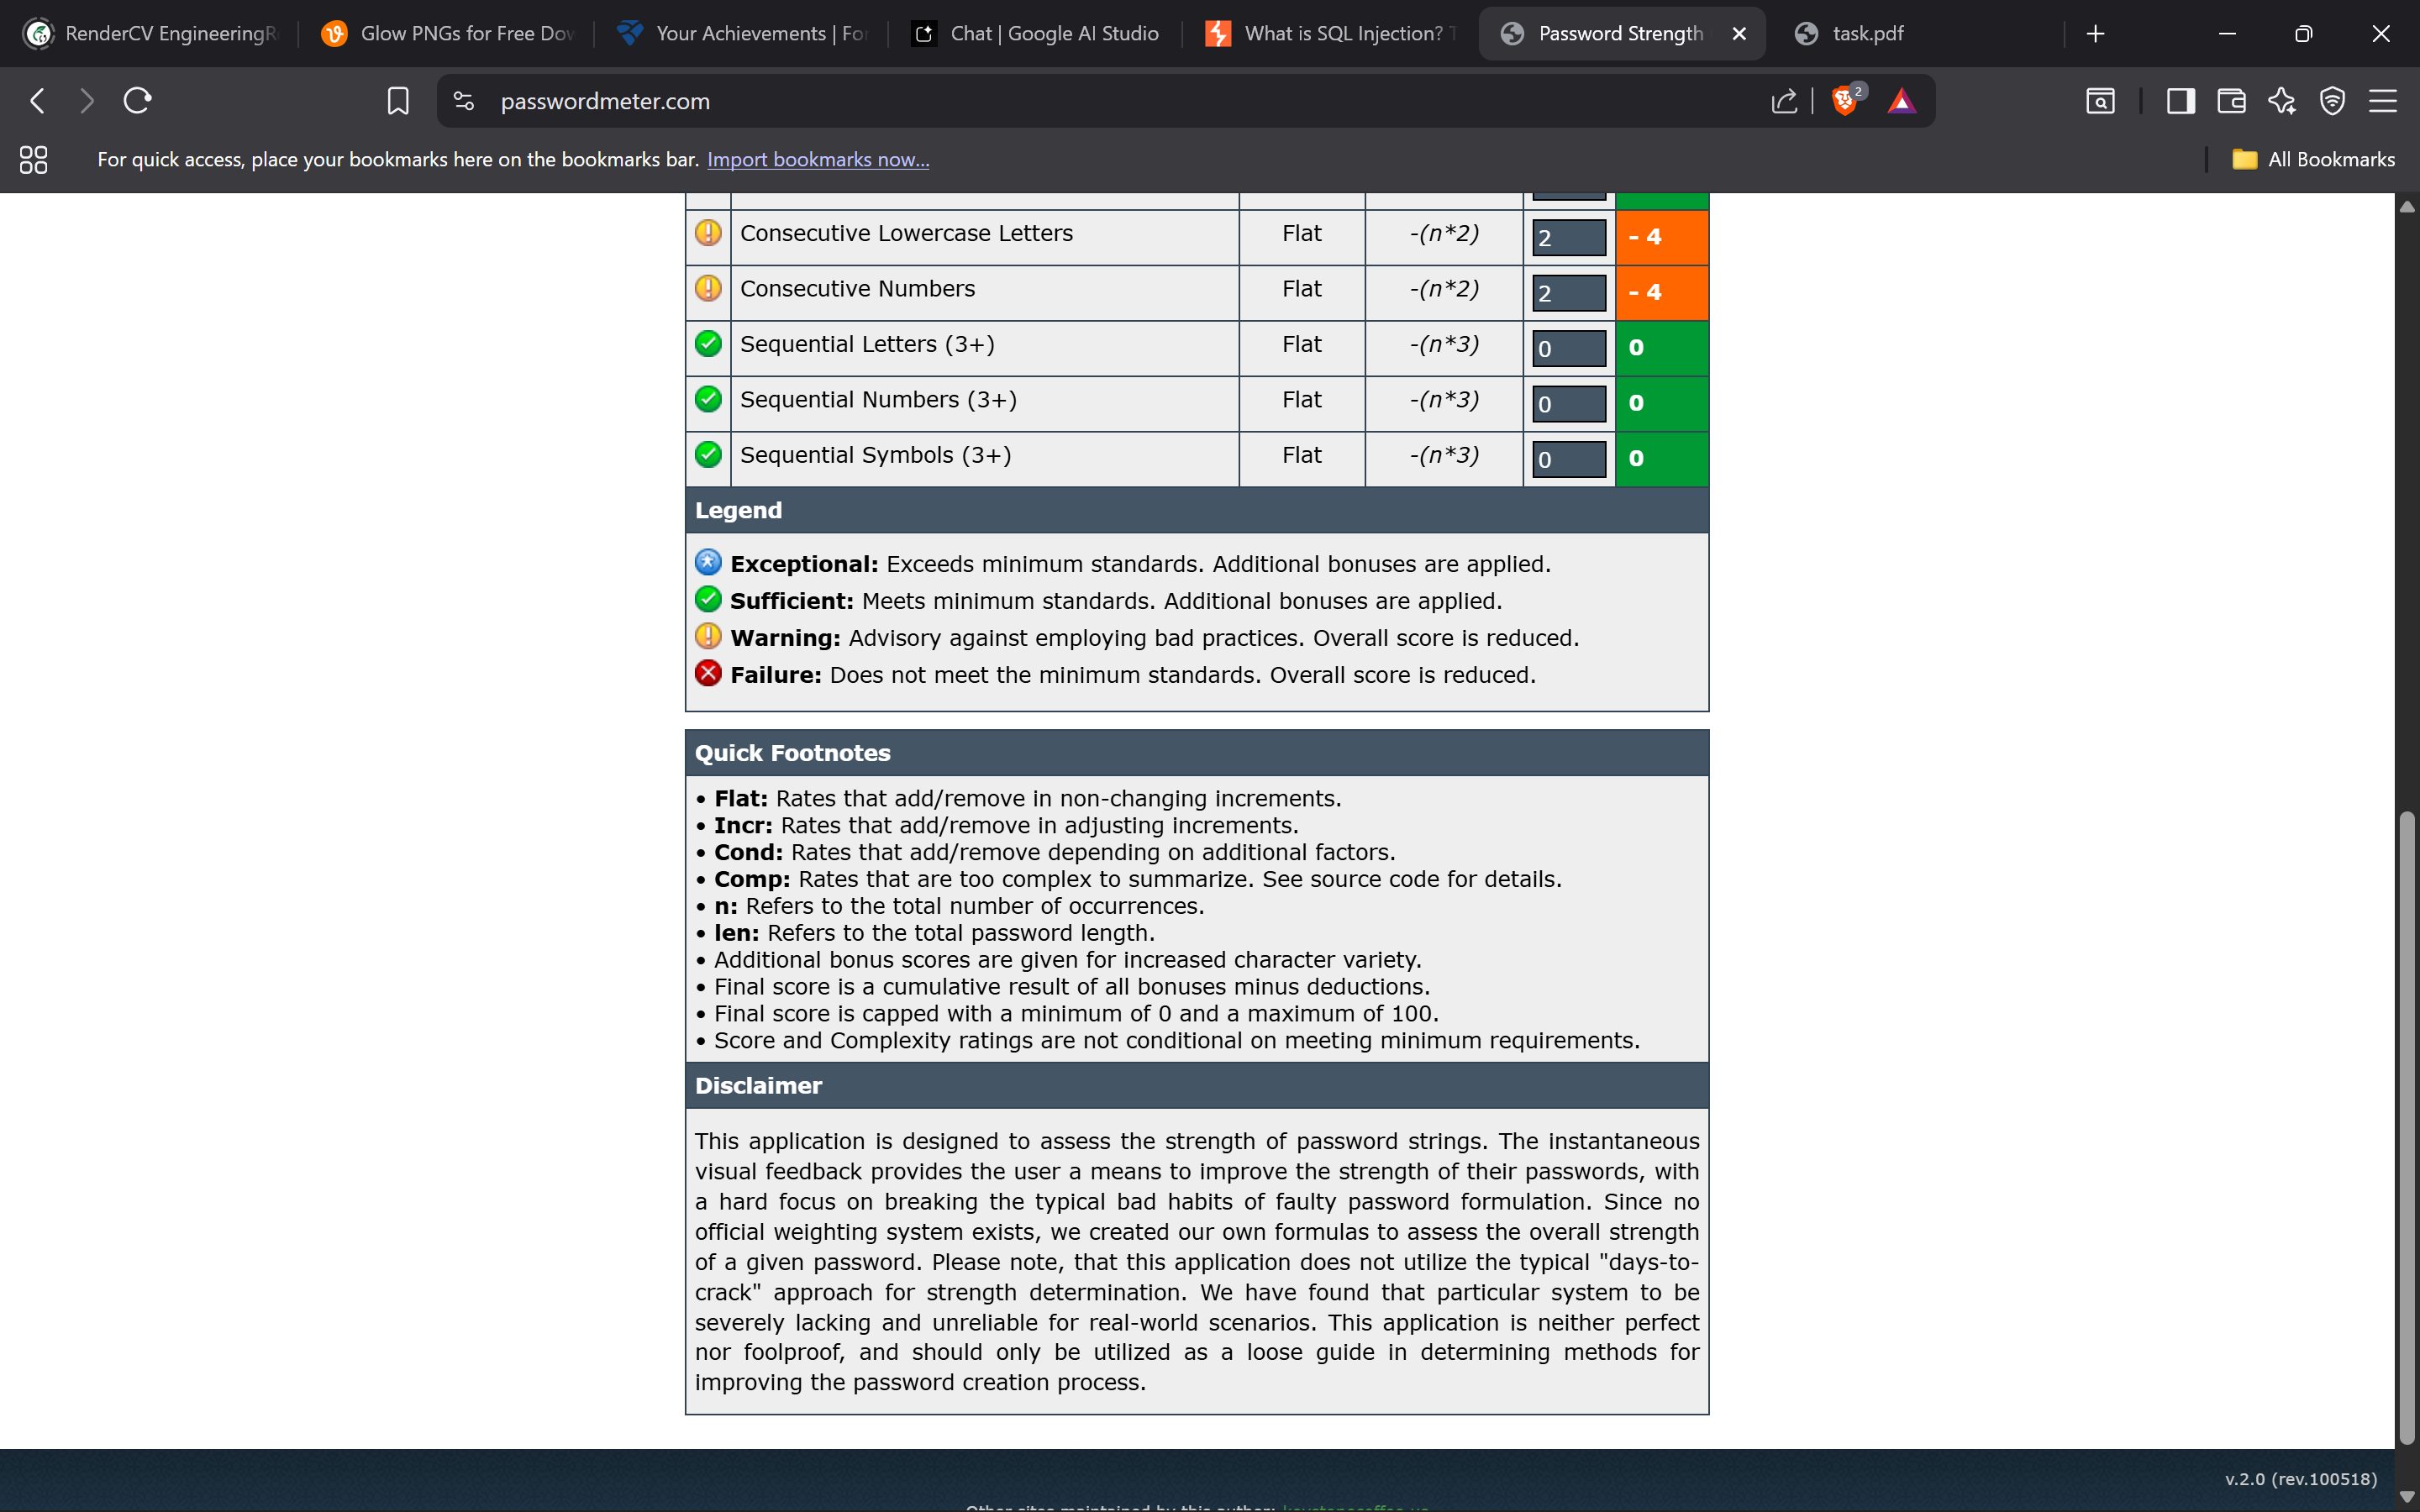 RenderCV EngineeringR
Glow PNGs for Free Dow
Your Achievements | For
Chat | Google AI Studio
What is SQL Injection? T
Password Strength
task.pdf
passwordmeter.com
2
For quick access, place your bookmarks here on the bookmarks bar. Import bookmarks now...
All Bookmarks
Consecutive Lowercase Letters Flat -(n*2) 2 - 4
Consecutive Numbers Flat -(n*2) 2 - 4
Sequential Letters (3+) Flat -(n*3) 0 0
Sequential Numbers (3+) Flat -(n*3) 0 0
Sequential Symbols (3+) Flat -(n*3) 0 0
Legend
Exceptional: Exceeds minimum standards. Additional bonuses are applied.
Sufficient: Meets minimum standards. Additional bonuses are applied.
Warning: Advisory against employing bad practices. Overall score is reduced.
Failure: Does not meet the minimum standards. Overall score is reduced.
Quick Footnotes
• Flat: Rates that add/remove in non-changing increments.
• Incr: Rates that add/remove in adjusting increments.
• Cond: Rates that add/remove depending on additional factors.
• Comp: Rates that are too complex to summarize. See source code for details.
• n: Refers to the total number of occurrences.
• len: Refers to the total password length.
• Additional bonus scores are given for increased character variety.
• Final score is a cumulative result of all bonuses minus deductions.
• Final score is capped with a minimum of 0 and a maximum of 100.
• Score and Complexity ratings are not conditional on meeting minimum requirements.
Disclaimer
This application is designed to assess the strength of password strings. The instantaneous
visual feedback provides the user a means to improve the strength of their passwords, with
a hard focus on breaking the typical bad habits of faulty password formulation. Since no
official weighting system exists, we created our own formulas to assess the overall strength
of a given password. Please note, that this application does not utilize the typical "days-to-
crack" approach for strength determination. We have found that particular system to be
severely lacking and unreliable for real-world scenarios. This application is neither perfect
nor foolproof, and should only be utilized as a loose guide in determining methods for
improving the password creation process.
v.2.0 (rev.100518)
Other sites maintained by this author: